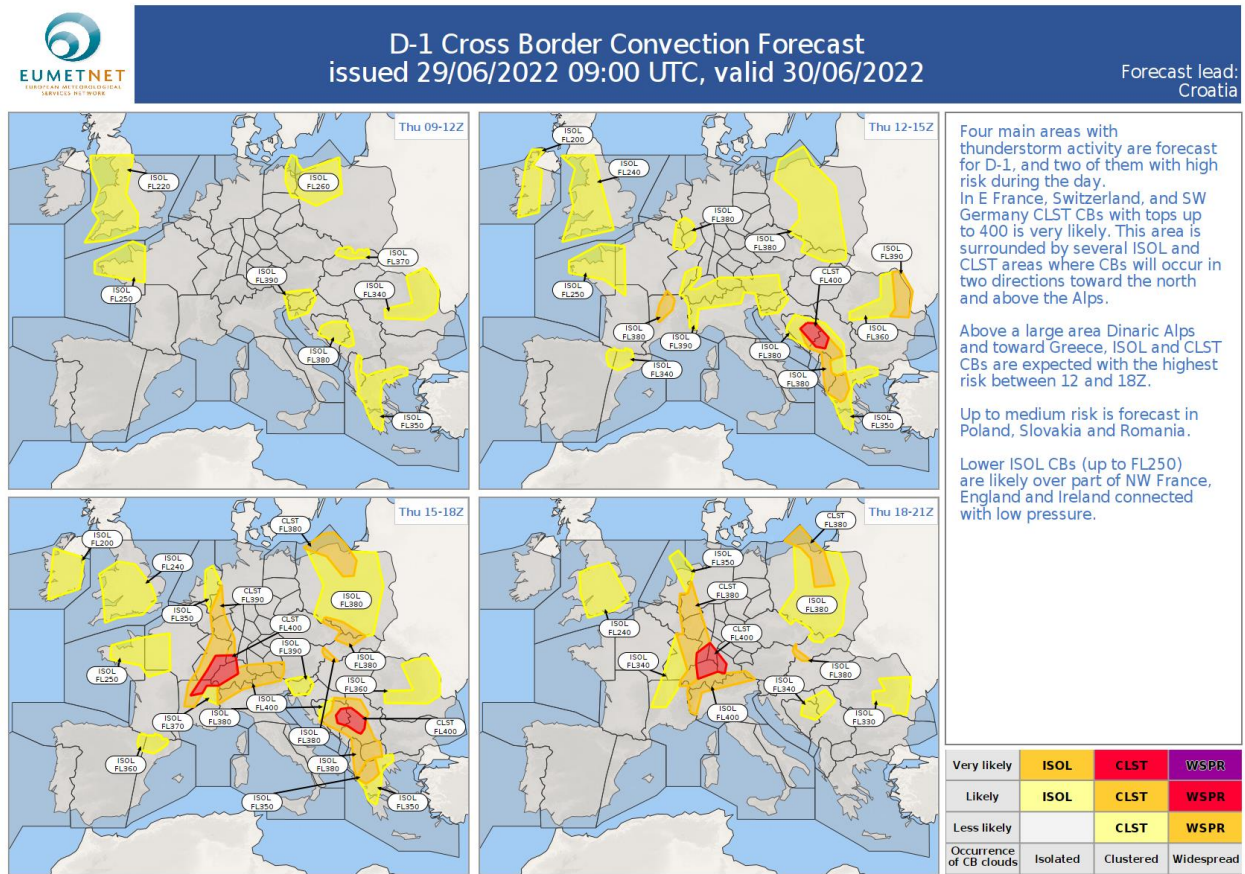 EUMETNET
EUROPEAN METEOROLOGICAL
SERVICES NETWORK
D-1 Cross Border Convection Forecast
issued 29/06/2022 09:00 UTC, valid 30/06/2022
Forecast lead:
Croatia
Thu 09-12Z
ISOL
FL220
ISOL
FL260
ISOL
FL370
ISOL
FL390
ISOL
FL250
ISOL
FL340
ISOL
FL380
ISOL
FL350
Thu 12-15Z
ISOL
FL200
ISOL
FL240
ISOL
FL380
ISOL
FL380
ISOL
FL390
CLST
FL400
ISOL
FL250
ISOL
FL380
ISOL
FL390
ISOL
FL360
ISOL
FL380
ISOL
FL340
ISOL
FL380
ISOL
FL350
Thu 15-18Z
CLST
FL380
ISOL
FL200
ISOL
FL240
ISOL
FL350
CLST
FL390
ISOL
FL380
CLST
FL400
ISOL
FL390
ISOL
FL380
ISOL
FL250
ISOL
FL360
ISOL
FL370
ISOL
FL380
ISOL
FL400
CLST
FL400
ISOL
FL380
ISOL
FL380
ISOL
FL360
ISOL
FL350
ISOL
FL350
Thu 18-21Z
CLST
FL380
ISOL
FL350
CLST
FL380
ISOL
FL380
ISOL
FL240
CLST
FL400
ISOL
FL340
ISOL
FL380
ISOL
FL340
ISOL
FL400
ISOL
FL330
Four main areas with
thunderstorm activity are forecast
for D-1, and two of them with high
risk during the day.
In E France, Switzerland, and SW
Germany CLST CBs with tops up
to 400 is very likely. This area is
surrounded by several ISOL and
CLST areas where CBs will occur in
two directions toward the north
and above the Alps.
Above a large area Dinaric Alps
and toward Greece, ISOL and CLST
CBs are expected with the highest
risk between 12 and 18Z.
Up to medium risk is forecast in
Poland, Slovakia and Romania.
Lower ISOL CBs (up to FL250)
are likely over part of NW France,
England and Ireland connected
with low pressure.
Very likely ISOL CLST WSPR
Likely ISOL CLST WSPR
Less likely CLST WSPR
Occurrence
of CB clouds Isolated Clustered Widespread